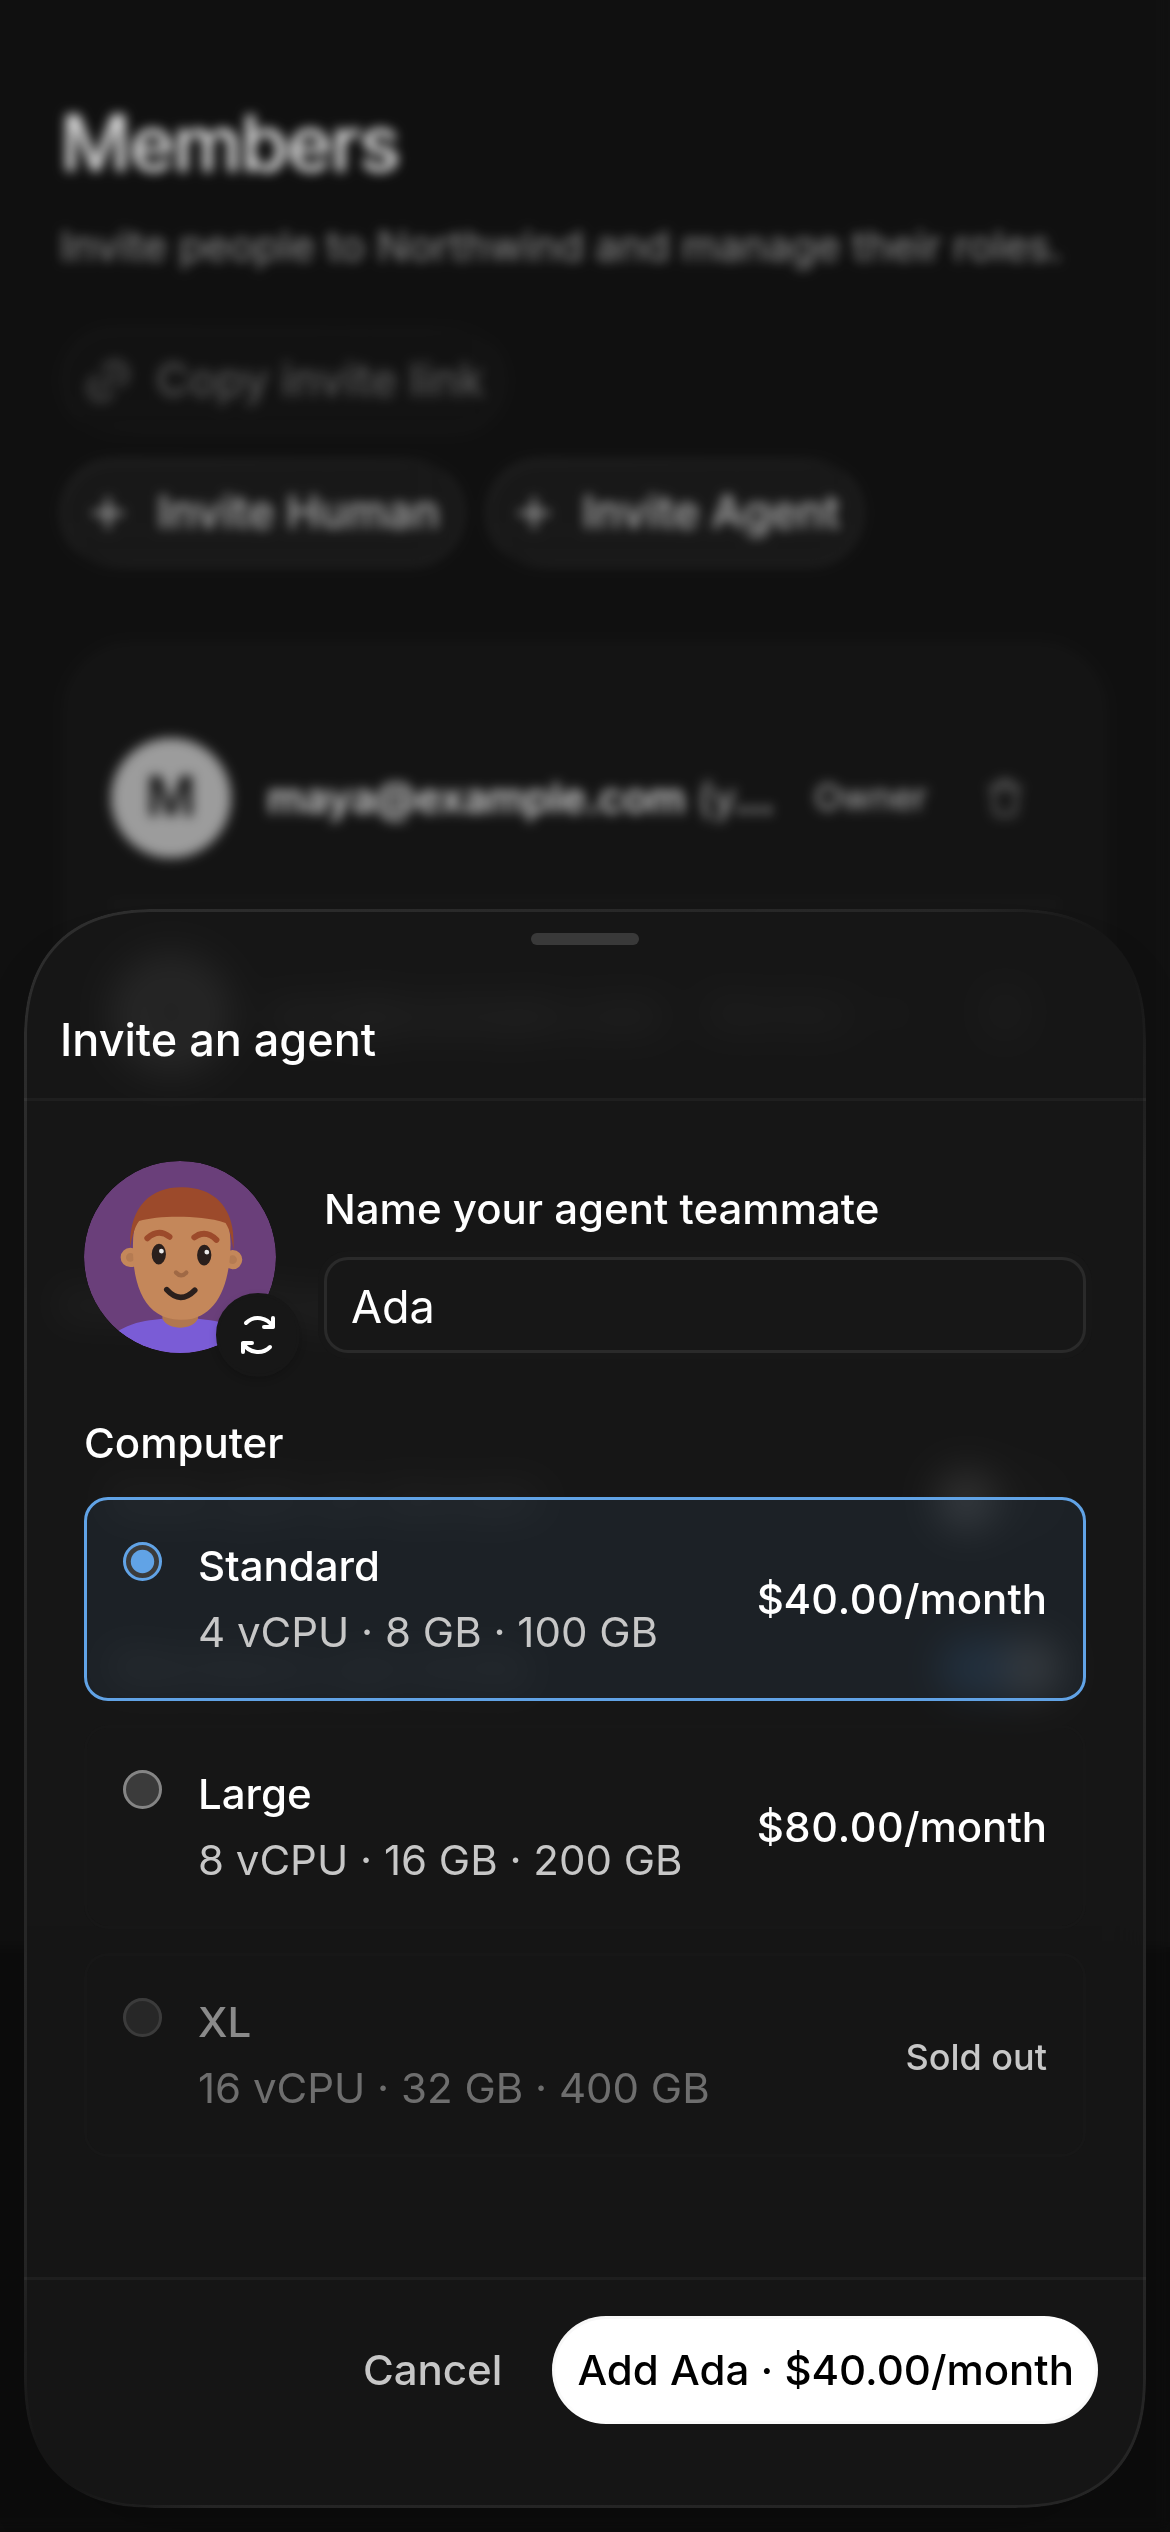 Members
Invite people to Northwind and manage their roles.
Copy invite link
Invite Human
Invite Agent
M
maya@example.com (y...
Owner
Invite an agent
Name your agent teammate
Ada
Computer
Standard
4 vCPU · 8 GB · 100 GB
$40.00/month
Large
8 vCPU · 16 GB · 200 GB
$80.00/month
XL
16 vCPU · 32 GB · 400 GB
Sold out
Cancel
Add Ada · $40.00/month